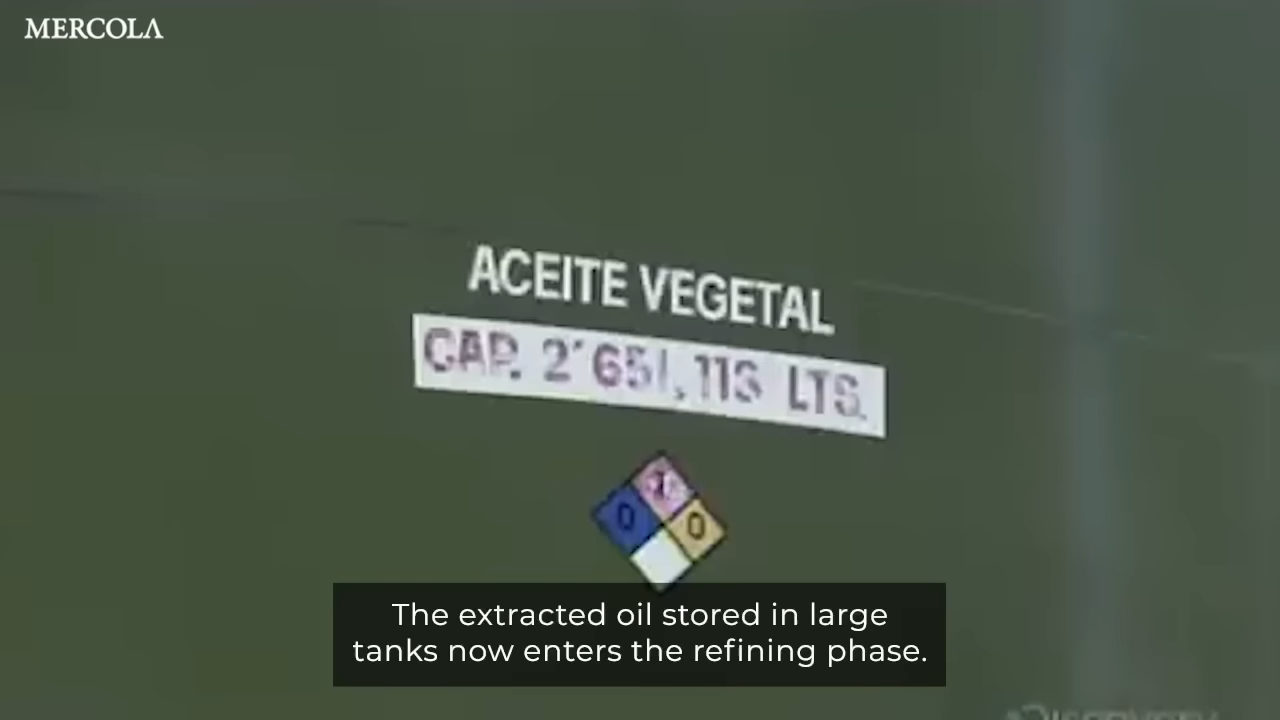 MERCOLA
ACEITE VEGETAL
CAP. 2´651,113 LTS.
0
0
The extracted oil stored in large
tanks now enters the refining phase.